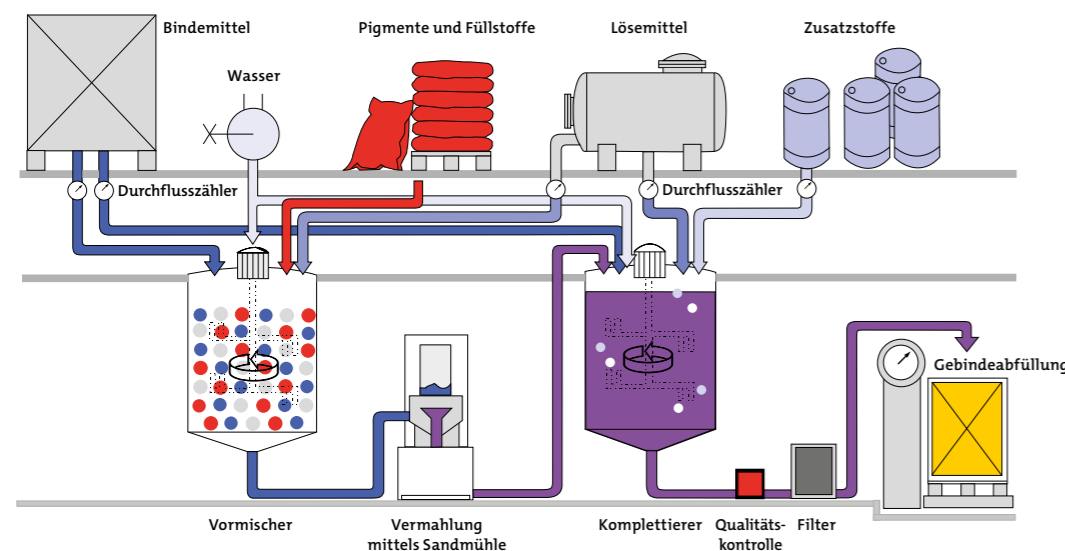 Bindemittel
Pigmente und Füllstoffe
Lösemittel
Zusatzstoffe
Wasser
Durchflusszähler
Durchflusszähler
Gebindeabfüllung
Vormischer
Vermahlung
mittels Sandmühle
Komplettierer
Qualitäts-
kontrolle
Filter